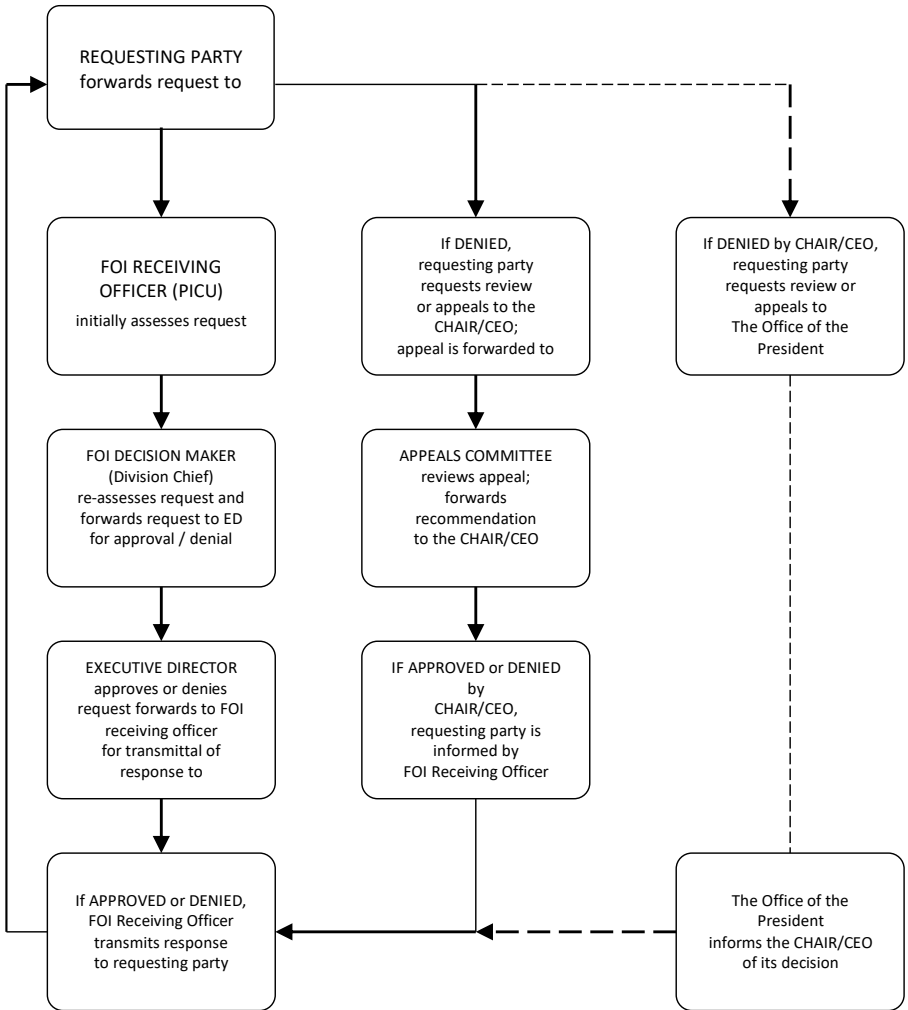 REQUESTING PARTY
forwards request to
FOI RECEIVING
OFFICER (PICU)
initially assesses request
FOI DECISION MAKER
(Division Chief)
re-assesses request and
forwards request to ED
for approval / denial
EXECUTIVE DIRECTOR
approves or denies
request forwards to FOI
receiving officer
for transmittal of
response to
If APPROVED or DENIED,
FOI Receiving Officer
transmits response
to requesting party
If DENIED,
requesting party
requests review
or appeals to the
CHAIR/CEO;
appeal is forwarded to
APPEALS COMMITTEE
reviews appeal;
forwards
recommendation
to the CHAIR/CEO
IF APPROVED or DENIED
by
CHAIR/CEO,
requesting party is
informed by
FOI Receiving Officer
If DENIED by CHAIR/CEO,
requesting party
requests review or
appeals to
The Office of the
President
The Office of the
President
informs the CHAIR/CEO
of its decision